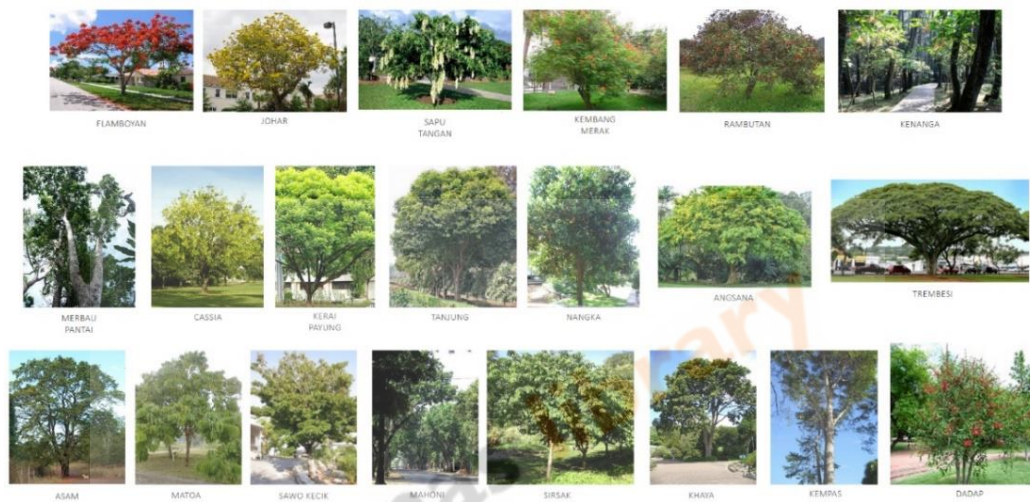 FLAMBOYAN
JOHAR
SAPU
TANGAN
KEMBANG
MERAK
RAMBUTAN
KENANGA
MERBAU
PANTAI
CASSIA
KERAI
PAYUNG
TANJUNG
NANGKA
ANGSANA
TREMBESI
ASAM
MATOA
SAWO KECIK
MAHONI
SIRSAK
KHAYA
KEMPAS
DADAP